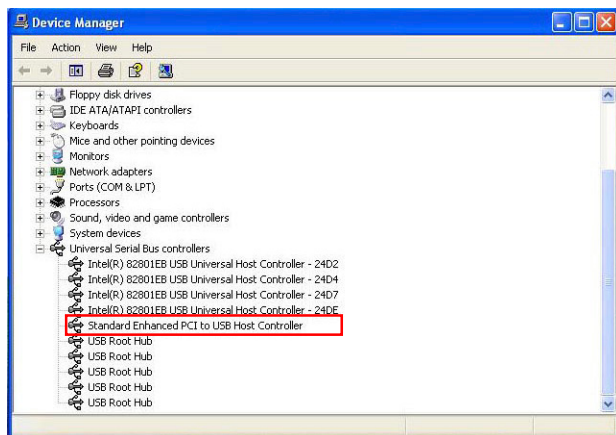 Device Manager
File Action View Help
Floppy disk drives
IDE ATA/ATAPI controllers
Keyboards
Mice and other pointing devices
Monitors
Network adapters
Ports (COM & LPT)
Processors
Sound, video and game controllers
System devices
Universal Serial Bus controllers
Intel(R) 82801EB USB Universal Host Controller - 24D2
Intel(R) 82801EB USB Universal Host Controller - 24D4
Intel(R) 82801EB USB Universal Host Controller - 24D7
Intel(R) 82801EB USB Universal Host Controller - 24DE
Standard Enhanced PCI to USB Host Controller
USB Root Hub
USB Root Hub
USB Root Hub
USB Root Hub
USB Root Hub